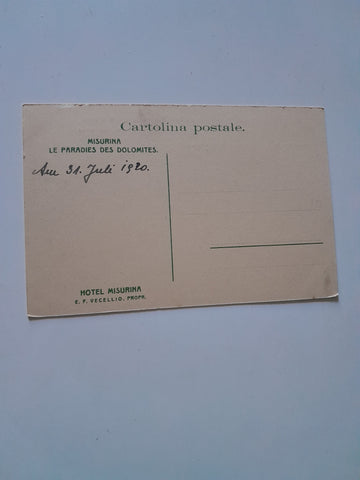 Cartolina postale.
MISURINA
LE PARADIES DES DOLOMITES.
Am 31. Juli 1920.
HOTEL MISURINA
E. F. VECELLIO. PROPR.